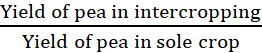 Yield of pea in intercropping
Yield of pea in sole crop